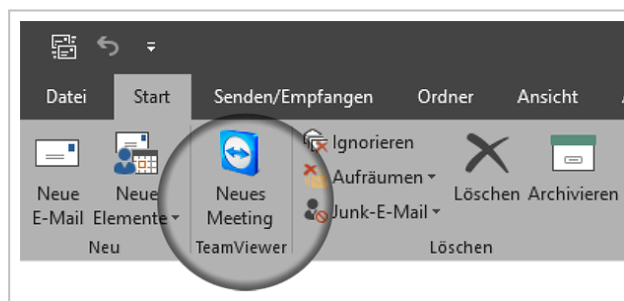 Datei Start Senden/Empfangen Ordner Ansicht
Neue E-Mail
Neue Elemente
Neu
Neues Meeting
TeamViewer
Ignorieren
Aufräumen
Junk-E-Mail
Löschen
Archivieren
Löschen